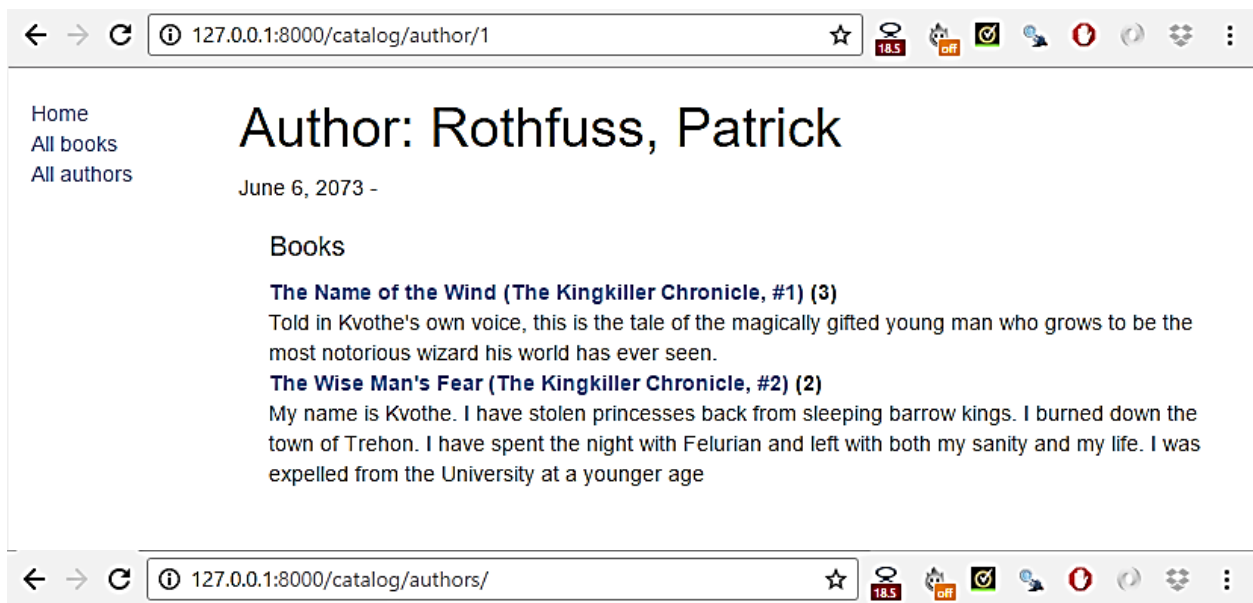 127.0.0.1:8000/catalog/author/1
18.5
off
Home
All books
All authors
Author: Rothfuss, Patrick
June 6, 2073 -
Books
The Name of the Wind (The Kingkiller Chronicle, #1) (3)
Told in Kvothe's own voice, this is the tale of the magically gifted young man who grows to be the
most notorious wizard his world has ever seen.
The Wise Man's Fear (The Kingkiller Chronicle, #2) (2)
My name is Kvothe. I have stolen princesses back from sleeping barrow kings. I burned down the
town of Trehon. I have spent the night with Felurian and left with both my sanity and my life. I was
expelled from the University at a younger age
127.0.0.1:8000/catalog/authors/
18.5
off